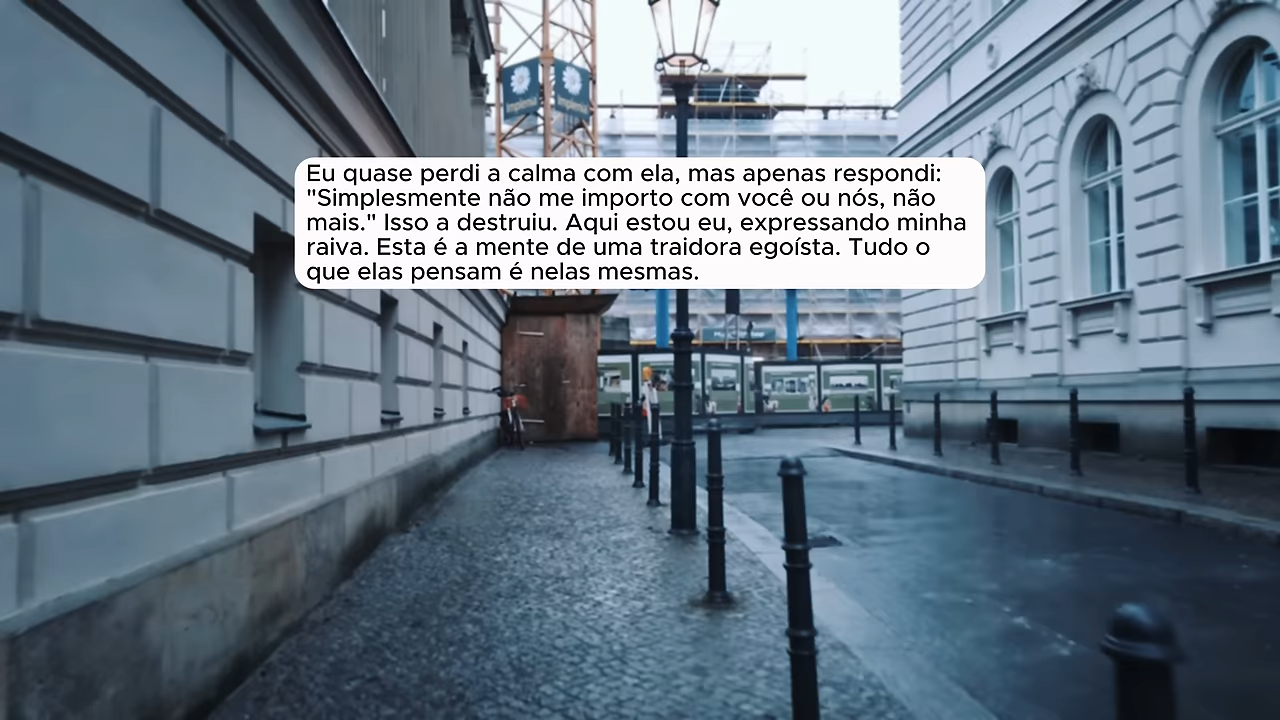 implenia
implenia
Eu quase perdi a calma com ela, mas apenas respondi:
"Simplesmente não me importo com você ou nós, não
mais." Isso a destruiu. Aqui estou eu, expressando minha
raiva. Esta é a mente de uma traidora egoísta. Tudo o
que elas pensam é nelas mesmas.